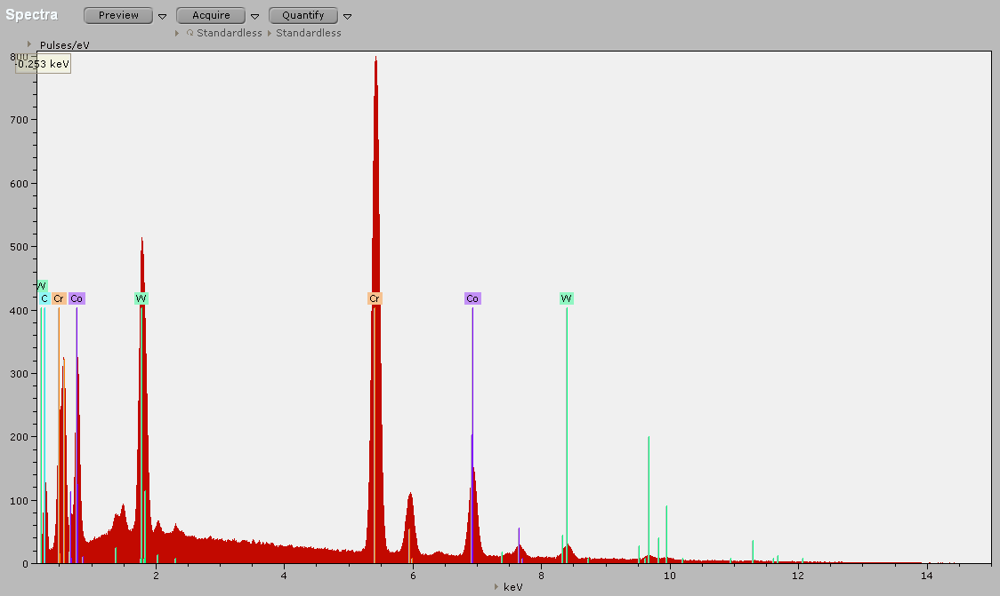 Spectra Preview Acquire Quantify
Standardless Standardless
Pulses/eV
800
-0.253 keV
700
600
500
400
300
200
100
0
W
C Cr Co W Cr Co W
2 4 6 8 10 12 14
keV